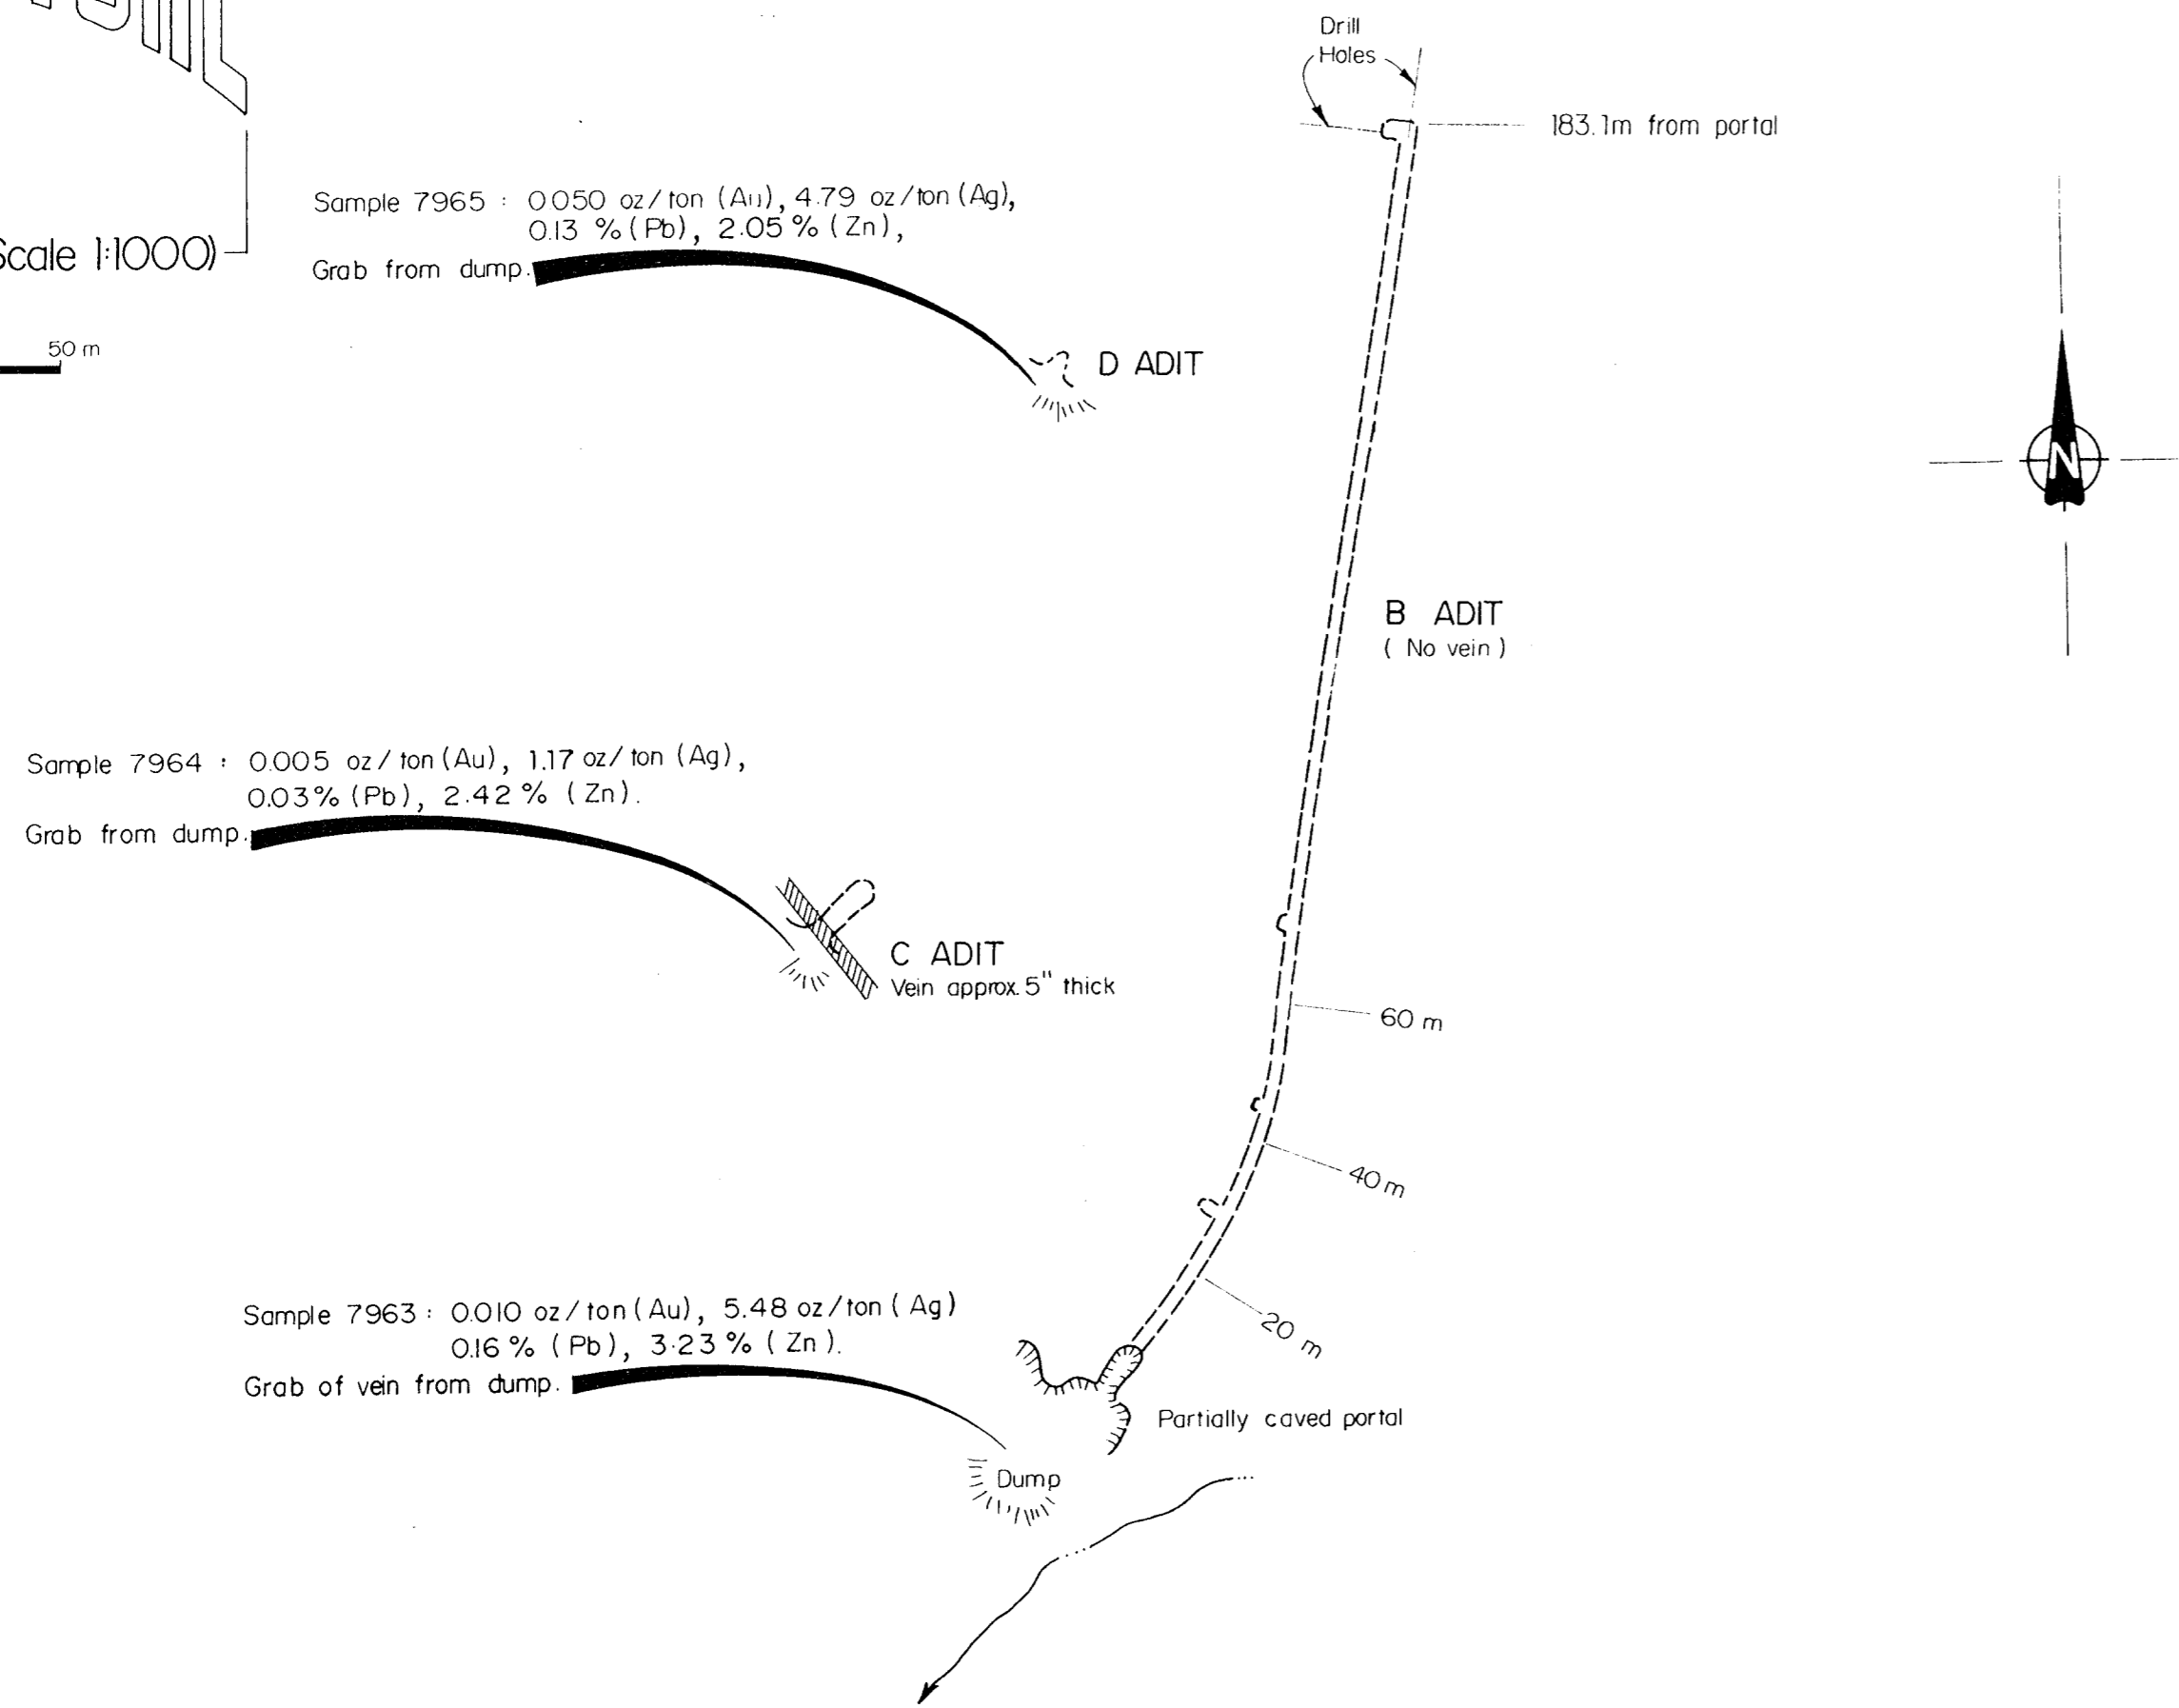 Drill
Holes
183.1m from portal
Sample 7965 : 0050 oz/ton (Au), 4.79 oz/ton (Ag),
0.13 % (Pb), 2.05 % (Zn),
Grab from dump.
Scale 1:1000)
50 m
D ADIT
N
B ADIT
( No vein )
Sample 7964 : 0.005 oz/ton (Au), 1.17 oz/ton (Ag),
0.03% (Pb), 2.42 % (Zn).
Grab from dump.
C ADIT
Vein approx. 5" thick
60 m
40 m
20 m
Sample 7963 : 0.010 oz/ton (Au), 5.48 oz/ton (Ag)
0.16 % (Pb), 3.23 % (Zn).
Grab of vein from dump.
Partially caved portal
Dump